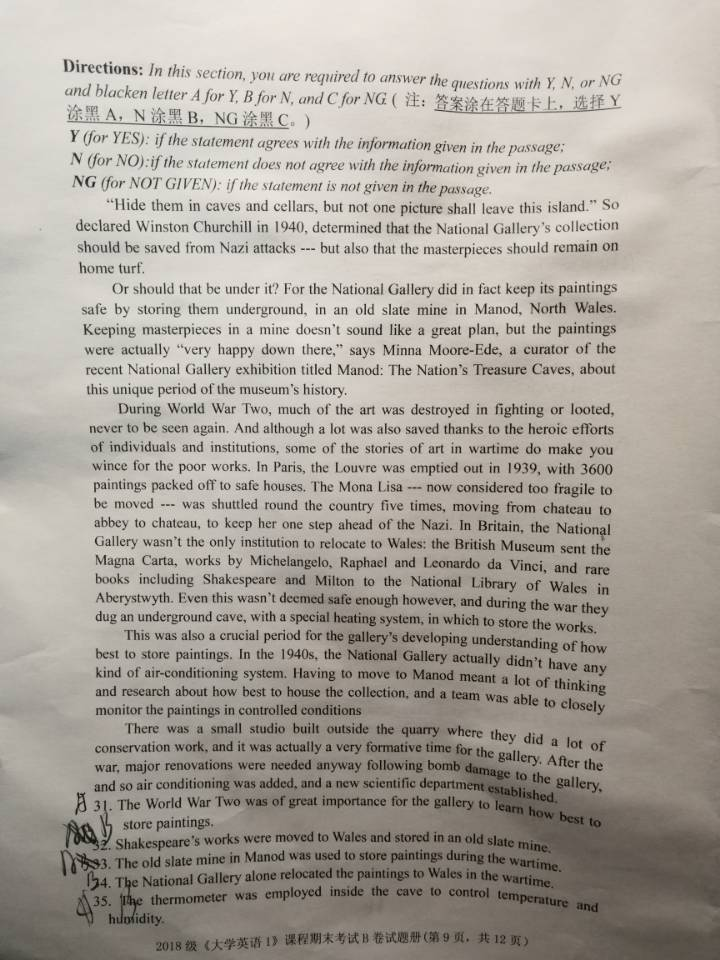 Directions: In this section, you are required to answer the questions with Y, N, or NG
and blacken letter A for Y, B for N, and C for NG. ( 注：答案涂在答题卡上，选择 Y
涂黑 A，N 涂黑 B，NG 涂黑 C。)
Y (for YES): if the statement agrees with the information given in the passage;
N (for NO):if the statement does not agree with the information given in the passage;
NG (for NOT GIVEN): if the statement is not given in the passage.
“Hide them in caves and cellars, but not one picture shall leave this island.” So
declared Winston Churchill in 1940, determined that the National Gallery’s collection
should be saved from Nazi attacks --- but also that the masterpieces should remain on
home turf.
Or should that be under it? For the National Gallery did in fact keep its paintings
safe by storing them underground, in an old slate mine in Manod, North Wales.
Keeping masterpieces in a mine doesn’t sound like a great plan, but the paintings
were actually “very happy down there,” says Minna Moore-Ede, a curator of the
recent National Gallery exhibition titled Manod: The Nation’s Treasure Caves, about
this unique period of the museum’s history.
During World War Two, much of the art was destroyed in fighting or looted,
never to be seen again. And although a lot was also saved thanks to the heroic efforts
of individuals and institutions, some of the stories of art in wartime do make you
wince for the poor works. In Paris, the Louvre was emptied out in 1939, with 3600
paintings packed off to safe houses. The Mona Lisa --- now considered too fragile to
be moved --- was shuttled round the country five times, moving from chateau to
abbey to chateau, to keep her one step ahead of the Nazi. In Britain, the National
Gallery wasn’t the only institution to relocate to Wales: the British Museum sent the
Magna Carta, works by Michelangelo, Raphael and Leonardo da Vinci, and rare
books including Shakespeare and Milton to the National Library of Wales in
Aberystwyth. Even this wasn’t deemed safe enough however, and during the war they
dug an underground cave, with a special heating system, in which to store the works.
This was also a crucial period for the gallery’s developing understanding of how
best to store paintings. In the 1940s, the National Gallery actually didn’t have any
kind of air-conditioning system. Having to move to Manod meant a lot of thinking
and research about how best to house the collection, and a team was able to closely
monitor the paintings in controlled conditions
There was a small studio built outside the quarry where they did a lot of
conservation work, and it was actually a very formative time for the gallery. After the
war, major renovations were needed anyway following bomb damage to the gallery,
and so air conditioning was added, and a new scientific department established.
31. The World War Two was of great importance for the gallery to learn how best to
store paintings.
B 32. Shakespeare’s works were moved to Wales and stored in an old slate mine.
33. The old slate mine in Manod was used to store paintings during the wartime.
B 34. The National Gallery alone relocated the paintings to Wales in the wartime.
35. The thermometer was employed inside the cave to control temperature and
humidity.
2018 级《大学英语 1》课程期末考试 B 卷试题册(第 9 页，共 12 页)